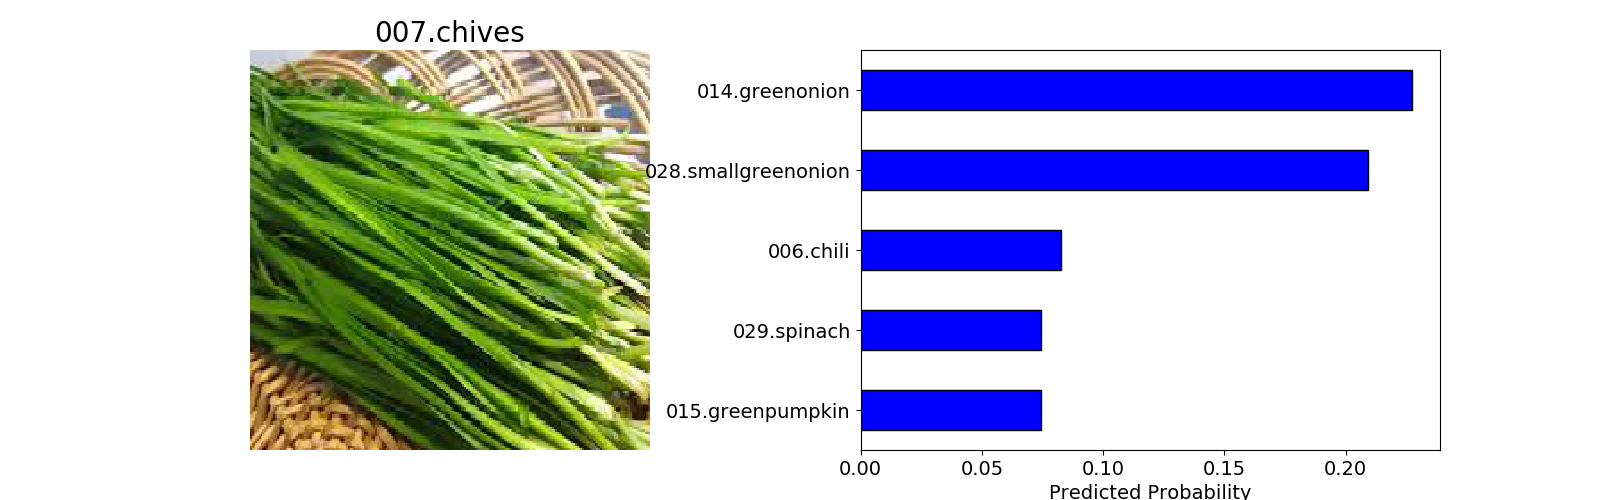 007.chives
014.greenonion
028.smallgreenonion
006.chili
029.spinach
015.greenpumpkin
0.00 0.05 0.10 0.15 0.20
Predicted Probability